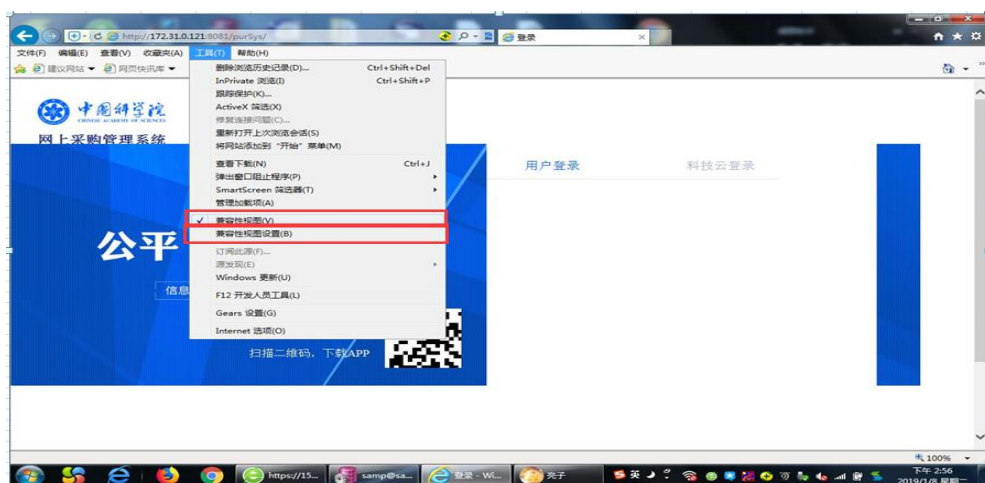 http://172.31.0.121:8081/purSys/
登录
文件(F) 编辑(E) 查看(V) 收藏夹(A) 工具(T) 帮助(H)
建议网站 网页快讯库
删除浏览历史记录(D)... Ctrl+Shift+Del
InPrivate 浏览(I) Ctrl+Shift+P
跟踪保护(K)...
ActiveX 筛选(X)
修复连接问题(C)...
重新打开上次浏览会话(S)
将网站添加到“开始”菜单(M)
查看下载(N) Ctrl+J
弹出窗口阻止程序(P)
SmartScreen 筛选器(T)
管理加载项(A)
兼容性视图(V)
兼容性视图设置(B)
订阅此源(F)...
源发现(E)
Windows 更新(U)
F12 开发人员工具(L)
Gears 设置(G)
Internet 选项(O)
中国科学院
CHINESE ACADEMY OF SCIENCES
网上采购管理系统
用户登录 科技云登录
公平
信息
扫描二维码，下载APP
100%
https://15...
samp@sa...
登录 - Wi...
亮子
英
下午 2:56
2019/1/8 星期二